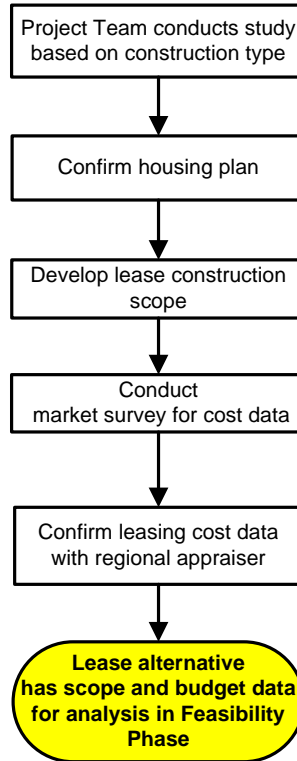 Project Team conducts study
based on construction type
Confirm housing plan
Develop lease construction
scope
Conduct
market survey for cost data
Confirm leasing cost data
with regional appraiser
Lease alternative
has scope and budget data
for analysis in Feasibility
Phase